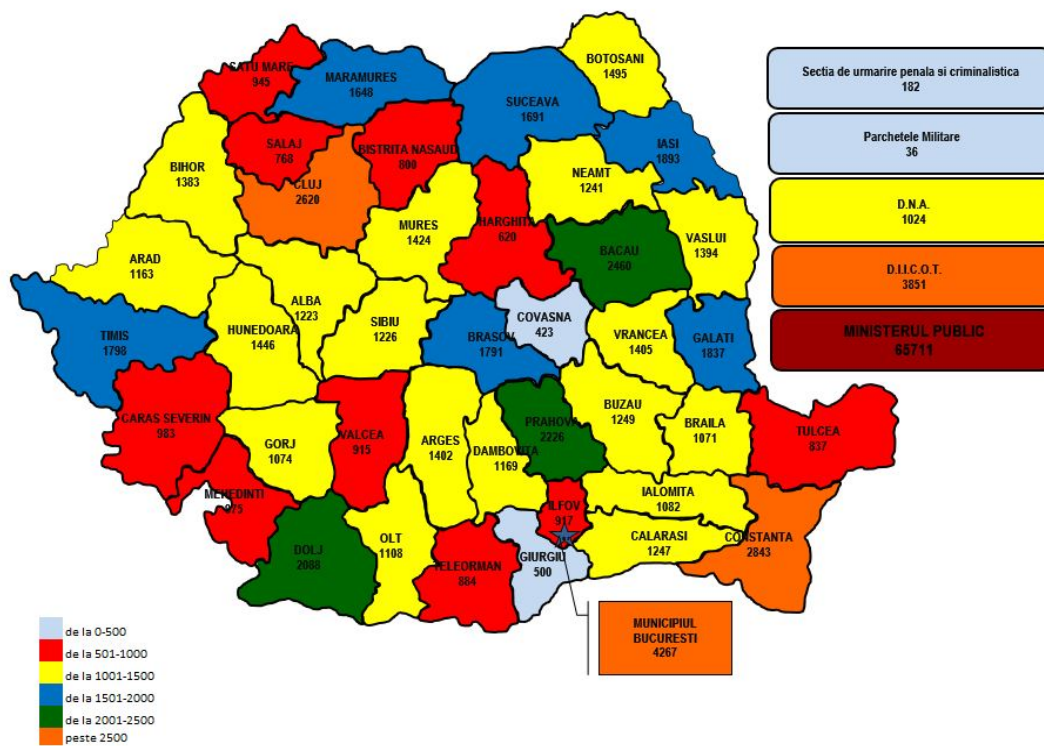 BOTOSANI
1495
Sectia de urmarire penala si criminalistica
182
SATU MARE
945
MARAMURES
1648
SUCEAVA
1691
Parchetele Militare
36
IASI
1893
SALAJ
768
BISTRITA NASAUD
800
BIHOR
1383
CLUJ
2620
NEAMT
1241
D.N.A.
1024
MURES
1424
HARGHITA
620
BACAU
2460
VASLUI
1394
ARAD
1163
D.I.I.C.O.T.
3851
ALBA
1223
SIBIU
1226
COVASNA
423
HUNEDOARA
1446
TIMIS
1798
BRASOV
1791
VRANCEA
1405
GALATI
1837
MINISTERUL PUBLIC
65711
CARAS SEVERIN
983
GORJ
1074
VALCEA
915
ARGES
1402
DAMBOVITA
1169
PRAHOVA
2226
BUZAU
1249
BRAILA
1071
TULCEA
837
MEHEDINTI
DOLJ
2088
OLT
1108
TELEORMAN
884
GIURGIU
500
ILFOV
917
IALOMITA
1082
CALARASI
1247
CONSTANTA
2843
MUNICIPIUL
BUCURESTI
4267
de la 0-500
de la 501-1000
de la 1001-1500
de la 1501-2000
de la 2001-2500
peste 2500